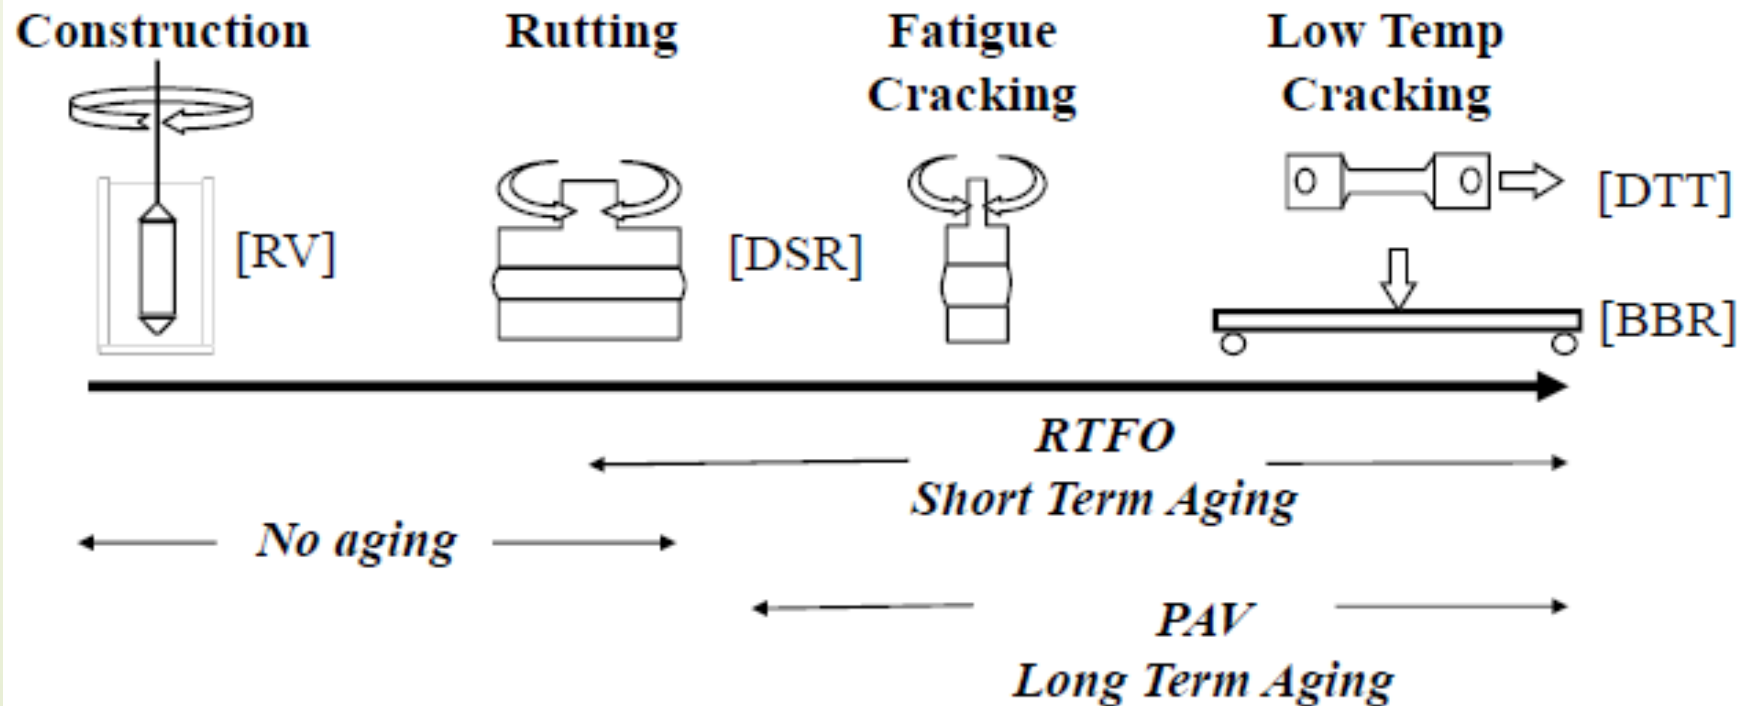 Construction
Rutting
Fatigue
Cracking
Low Temp
Cracking
[RV]
[DSR]
[DTT]
[BBR]
RTFO
Short Term Aging
No aging
PAV
Long Term Aging